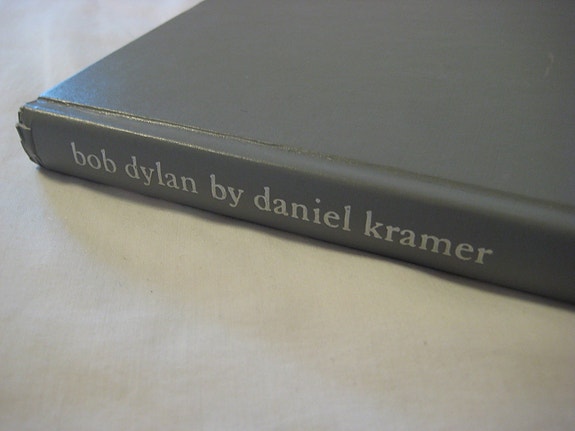 bob dylan by daniel kramer